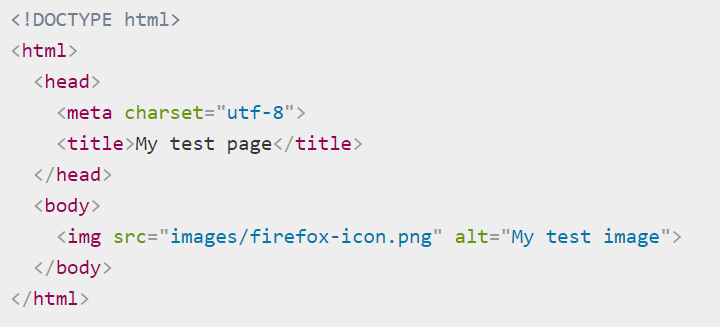 <!DOCTYPE html>
<html>
  <head>
    <meta charset="utf-8">
    <title>My test page</title>
  </head>
  <body>
    <img src="images/firefox-icon.png" alt="My test image">
  </body>
</html>